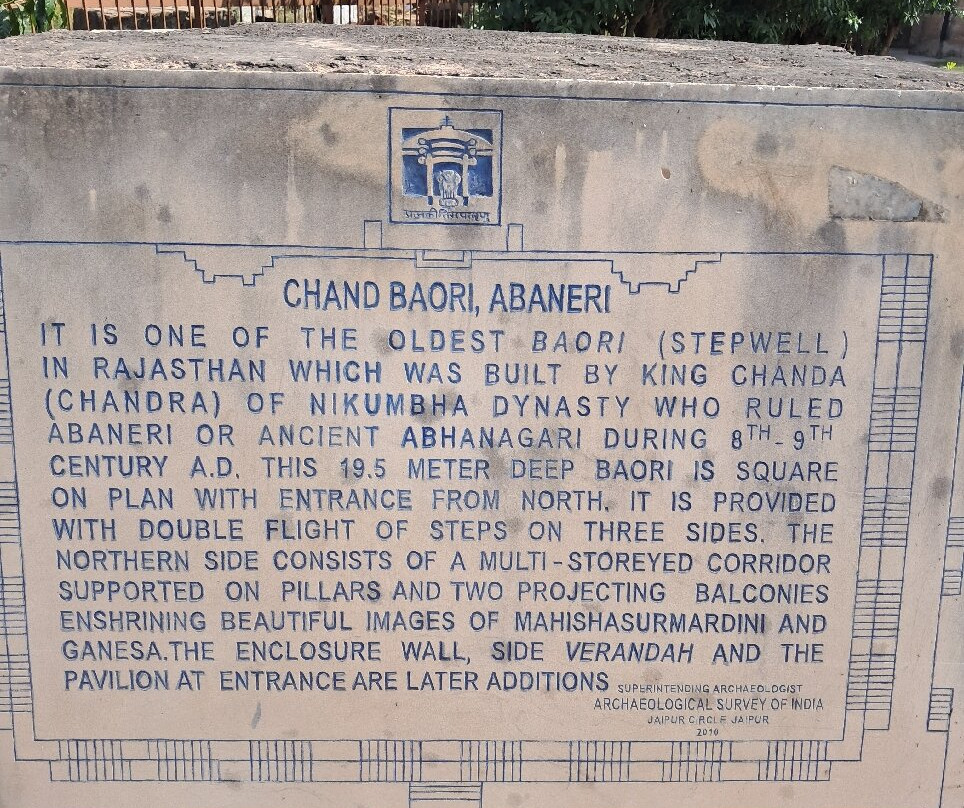 प्रत्नकीर्तिमपावृणु
CHAND BAORI, ABANERI
IT IS ONE OF THE OLDEST BAORI (STEPWELL)
IN RAJASTHAN WHICH WAS BUILT BY KING CHANDA
(CHANDRA) OF NIKUMBHA DYNASTY WHO RULED
ABANERI OR ANCIENT ABHANAGARI DURING 8TH - 9TH
CENTURY A.D. THIS 19.5 METER DEEP BAORI IS SQUARE
ON PLAN WITH ENTRANCE FROM NORTH. IT IS PROVIDED
WITH DOUBLE FLIGHT OF STEPS ON THREE SIDES. THE
NORTHERN SIDE CONSISTS OF A MULTI-STOREYED CORRIDOR
SUPPORTED ON PILLARS AND TWO PROJECTING BALCONIES
ENSHRINING BEAUTIFUL IMAGES OF MAHISHASURMARDINI AND
GANESA.THE ENCLOSURE WALL, SIDE VERANDAH AND THE
PAVILION AT ENTRANCE ARE LATER ADDITIONS
SUPERINTENDING ARCHAEOLOGIST
ARCHAEOLOGICAL SURVEY OF INDIA
JAIPUR CIRCLE JAIPUR
2010